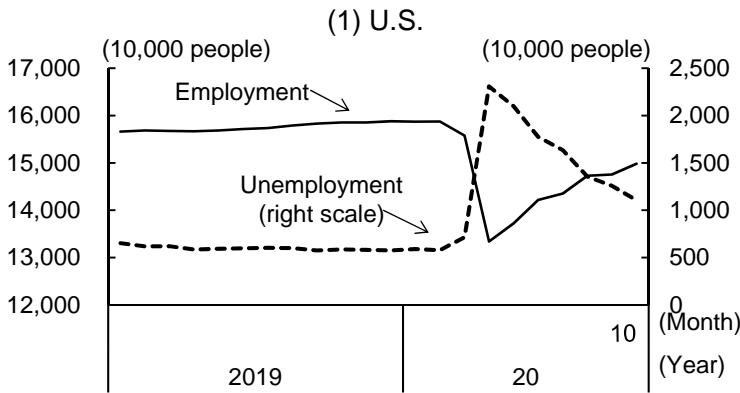 (1) U.S.
(10,000 people) (10,000 people)
17,000 2,500
Employment
16,000 2,000
15,000 1,500
Unemployment
(right scale)
14,000 1,000
13,000 500
12,000 0
10 (Month)
(Year)
2019 20